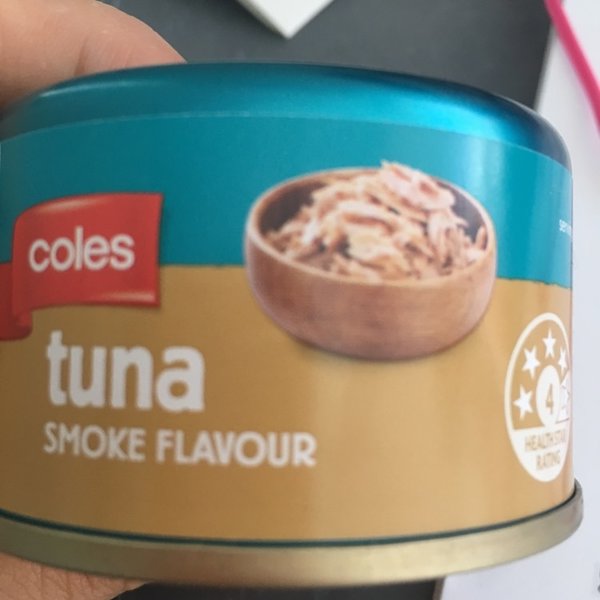 coles
tuna
SMOKE FLAVOUR
4
HEALTH STAR
RATING